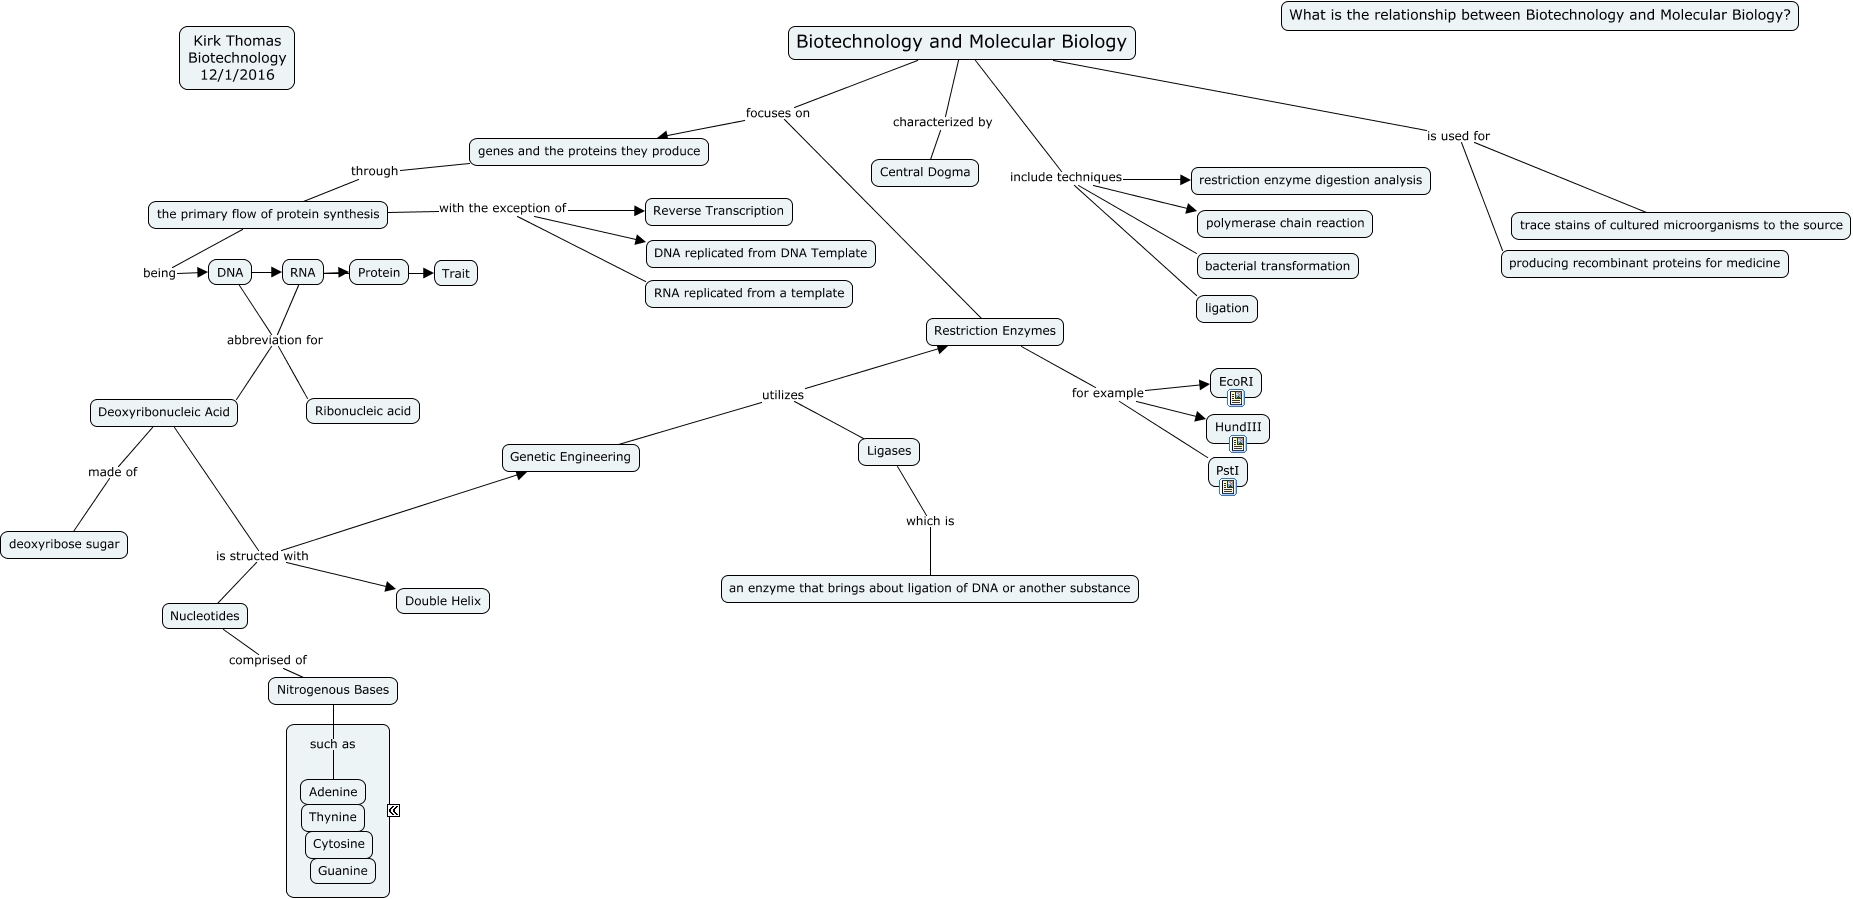 What is the relationship between Biotechnology and Molecular Biology?
Kirk Thomas
Biotechnology
12/1/2016
Biotechnology and Molecular Biology
focuses on
characterized by
is used for
genes and the proteins they produce
through
Central Dogma
include techniques
restriction enzyme digestion analysis
the primary flow of protein synthesis
with the exception of
Reverse Transcription
polymerase chain reaction
trace stains of cultured microorganisms to the source
DNA replicated from DNA Template
bacterial transformation
producing recombinant proteins for medicine
being
DNA
RNA
Protein
Trait
RNA replicated from a template
ligation
Restriction Enzymes
abbreviation for
EcoRI
utilizes
for example
Deoxyribonucleic Acid
Ribonucleic acid
HundIII
Genetic Engineering
Ligases
PstI
made of
which is
deoxyribose sugar
is structed with
an enzyme that brings about ligation of DNA or another substance
Double Helix
Nucleotides
comprised of
Nitrogenous Bases
such as
Adenine
Thynine
Cytosine
Guanine